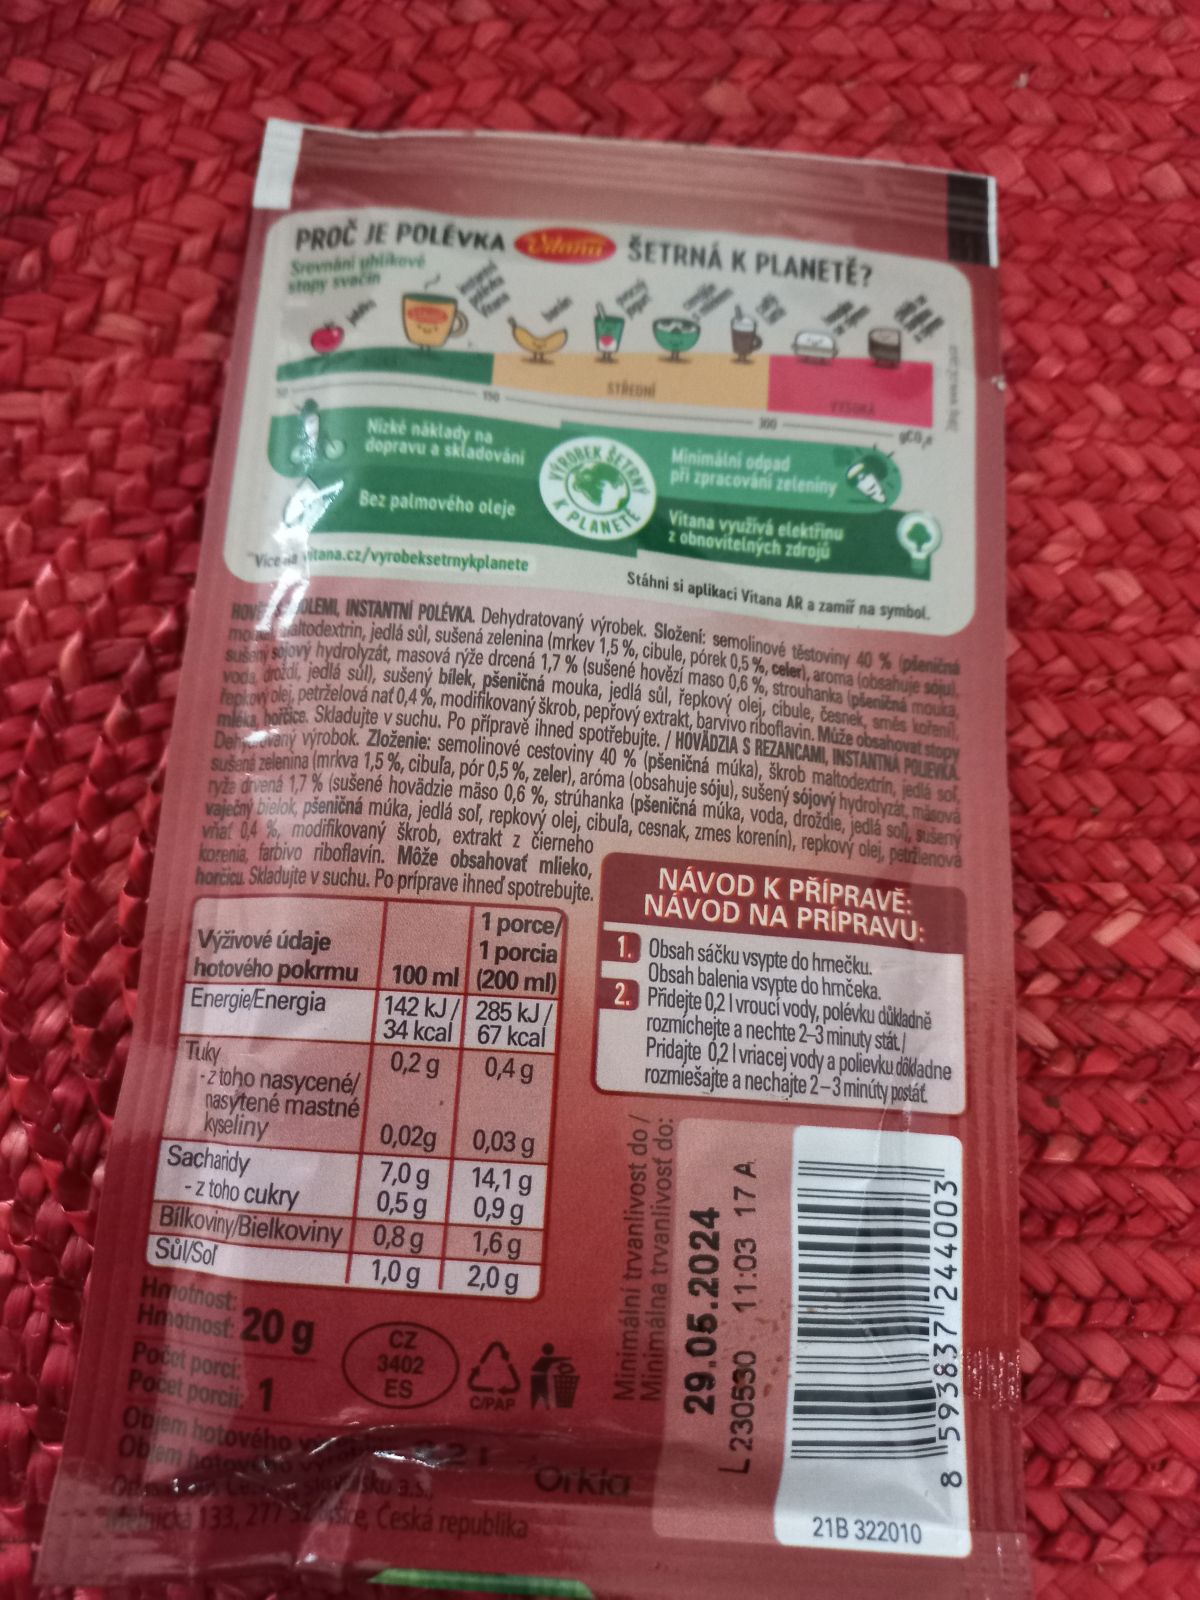 PROČ JE POLÉVKA Vitana ŠETRNÁ K PLANETĚ?
Srovnání uhlíkové
stopy svačin
jablko
instantní
polévka
Vitana
banán
STŘEDNÍ
VYSOKÁ
50
150
300
gCO₂e
Nízké náklady na
dopravu a skladování
Bez palmového oleje
VÝROBEK ŠETRNÝ
K PLANETĚ
Minimální odpad
při zpracování zeleniny
Vitana využívá elektřinu
z obnovitelných zdrojů
Více na vitana.cz/vyrobeksetrnykplanete
Stáhni si aplikaci Vitana AR a zamiř na symbol.
INSTANTNÍ POLÉVKA. Dehydratovaný výrobek. Složení: semolinové těstoviny 40 % (pšeničná
maltodextrin, jedlá sůl, sušená zelenina (mrkev 1,5 %, cibule, pórek 0,5 %, celer), aroma (obsahuje sóju),
sušený sójový hydrolyzát, masová rýže drcená 1,7 % (sušené hovězí maso 0,6 %, strouhanka (pšeničná mouka,
voda, droždí, jedlá sůl), sušený bílek, pšeničná mouka, jedlá sůl, řepkový olej, cibule, česnek, směs koření),
řepkový olej, petrželová nať 0,4 %, modifikovaný škrob, pepřový extrakt, barvivo riboflavin. Může obsahovat stopy
mléka, hořčice. Skladujte v suchu. Po přípravě ihned spotřebujte. / HOVÄDZIA S REZANCAMI, INSTANTNÁ POLIEVKA.
Dehydrovaný výrobok. Zloženie: semolinové cestoviny 40 % (pšeničná múka), škrob maltodextrín, jedlá soľ,
sušená zelenina (mrkva 1,5 %, cibuľa, pór 0,5 %, zeler), aróma (obsahuje sóju), sušený sójový hydrolyzát, mäsová
ryža drvená 1,7 % (sušené hovädzie mäso 0,6 %, strúhanka (pšeničná múka, voda, droždie, jedlá soľ), sušený
vaječný bielok, pšeničná múka, jedlá soľ, repkový olej, cibuľa, cesnak, zmes korenín), repkový olej, petržlenová
vňať 0,4 %, modifikovaný škrob, extrakt z čierneho
korenia, farbivo riboflavín. Môže obsahovať mlieko,
horčicu. Skladujte v suchu. Po príprave ihneď spotrebujte.
NÁVOD K PŘÍPRAVĚ:
NÁVOD NA PRÍPRAVU:
1. Obsah sáčku vsypte do hrnečku.
Obsah balenia vsypte do hrnčeka.
2. Přidejte 0,2 l vroucí vody, polévku důkladně
rozmíchejte a nechte 2–3 minuty stát. /
Pridajte 0,2 l vriacej vody a polievku dôkladne
rozmiešajte a nechajte 2–3 minúty postáť.
Výživové údaje
hotového pokrmu
100 ml
1 porce/
1 porcia
(200 ml)
Energie/Energia 142 kJ / 34 kcal 285 kJ / 67 kcal
Tuky 0,2 g 0,4 g
- z toho nasycené/
nasýtené mastné
kyseliny 0,02g 0,03 g
Sacharidy 7,0 g 14,1 g
- z toho cukry 0,5 g 0,9 g
Bílkoviny/Bielkoviny 0,8 g 1,6 g
Sůl/Soľ 1,0 g 2,0 g
Hmotnost:
Hmotnosť: 20 g
Počet porcí:
Počet porcií: 1
CZ
3402
ES
C/PAP
Objem hotového
Objem hotového
Orkla
Mělnická 133, 277 Česká republika
Minimální trvanlivost do /
Minimálna trvanlivosť do:
29.05.2024
L 230530 11:03 17 A
8 593837 244003
21B 322010